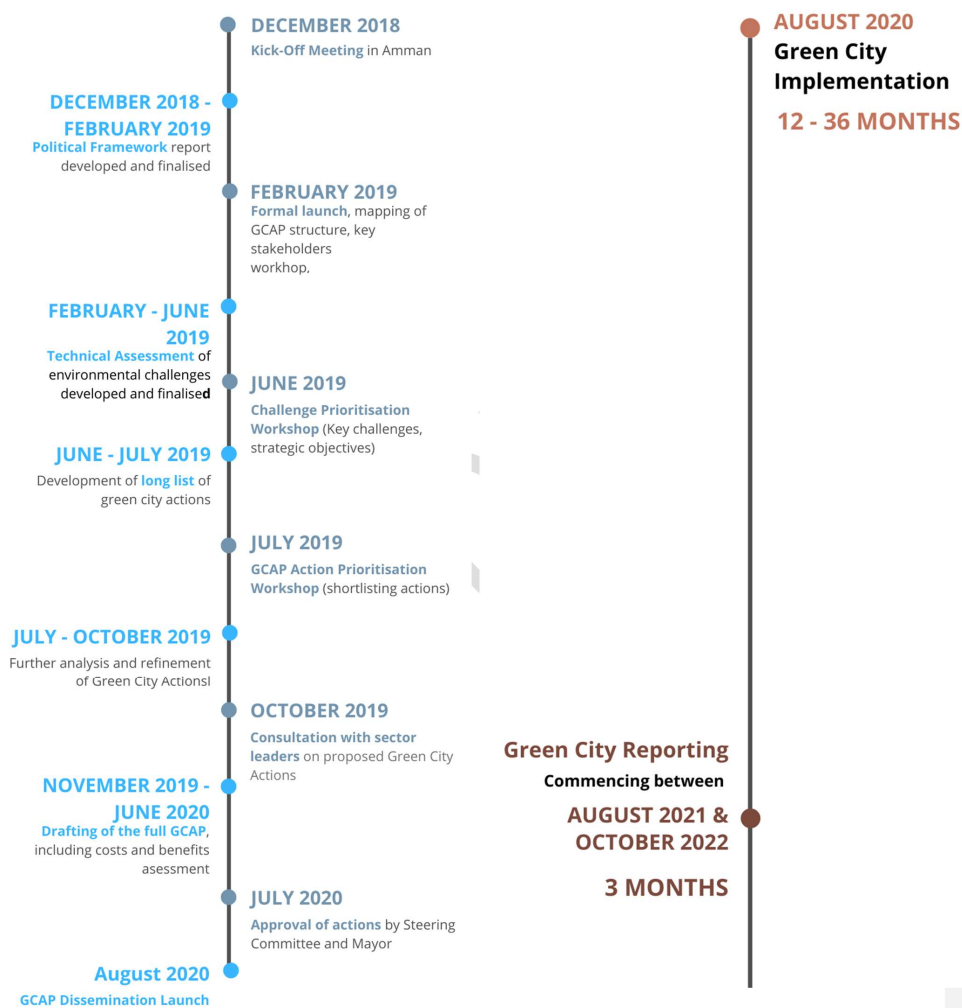 DECEMBER 2018
Kick-Off Meeting in Amman
DECEMBER 2018 -
FEBRUARY 2019
Political Framework report
developed and finalised
FEBRUARY 2019
Formal launch, mapping of
GCAP structure, key
stakeholders
workhop,
FEBRUARY - JUNE
2019
Technical Assessment of
environmental challenges
developed and finalised
JUNE 2019
Challenge Prioritisation
Workshop (Key challenges,
strategic objectives)
JUNE - JULY 2019
Development of long list of
green city actions
JULY 2019
GCAP Action Prioritisation
Workshop (shortlisting actions)
JULY - OCTOBER 2019
Further analysis and refinement
of Green City Actionsl
OCTOBER 2019
Consultation with sector
leaders on proposed Green City
Actions
NOVEMBER 2019 -
JUNE 2020
Drafting of the full GCAP,
including costs and benefits
asessment
JULY 2020
Approval of actions by Steering
Committee and Mayor
August 2020
GCAP Dissemination Launch
AUGUST 2020
Green City
Implementation
12 - 36 MONTHS
Green City Reporting
Commencing between
AUGUST 2021 &
OCTOBER 2022
3 MONTHS